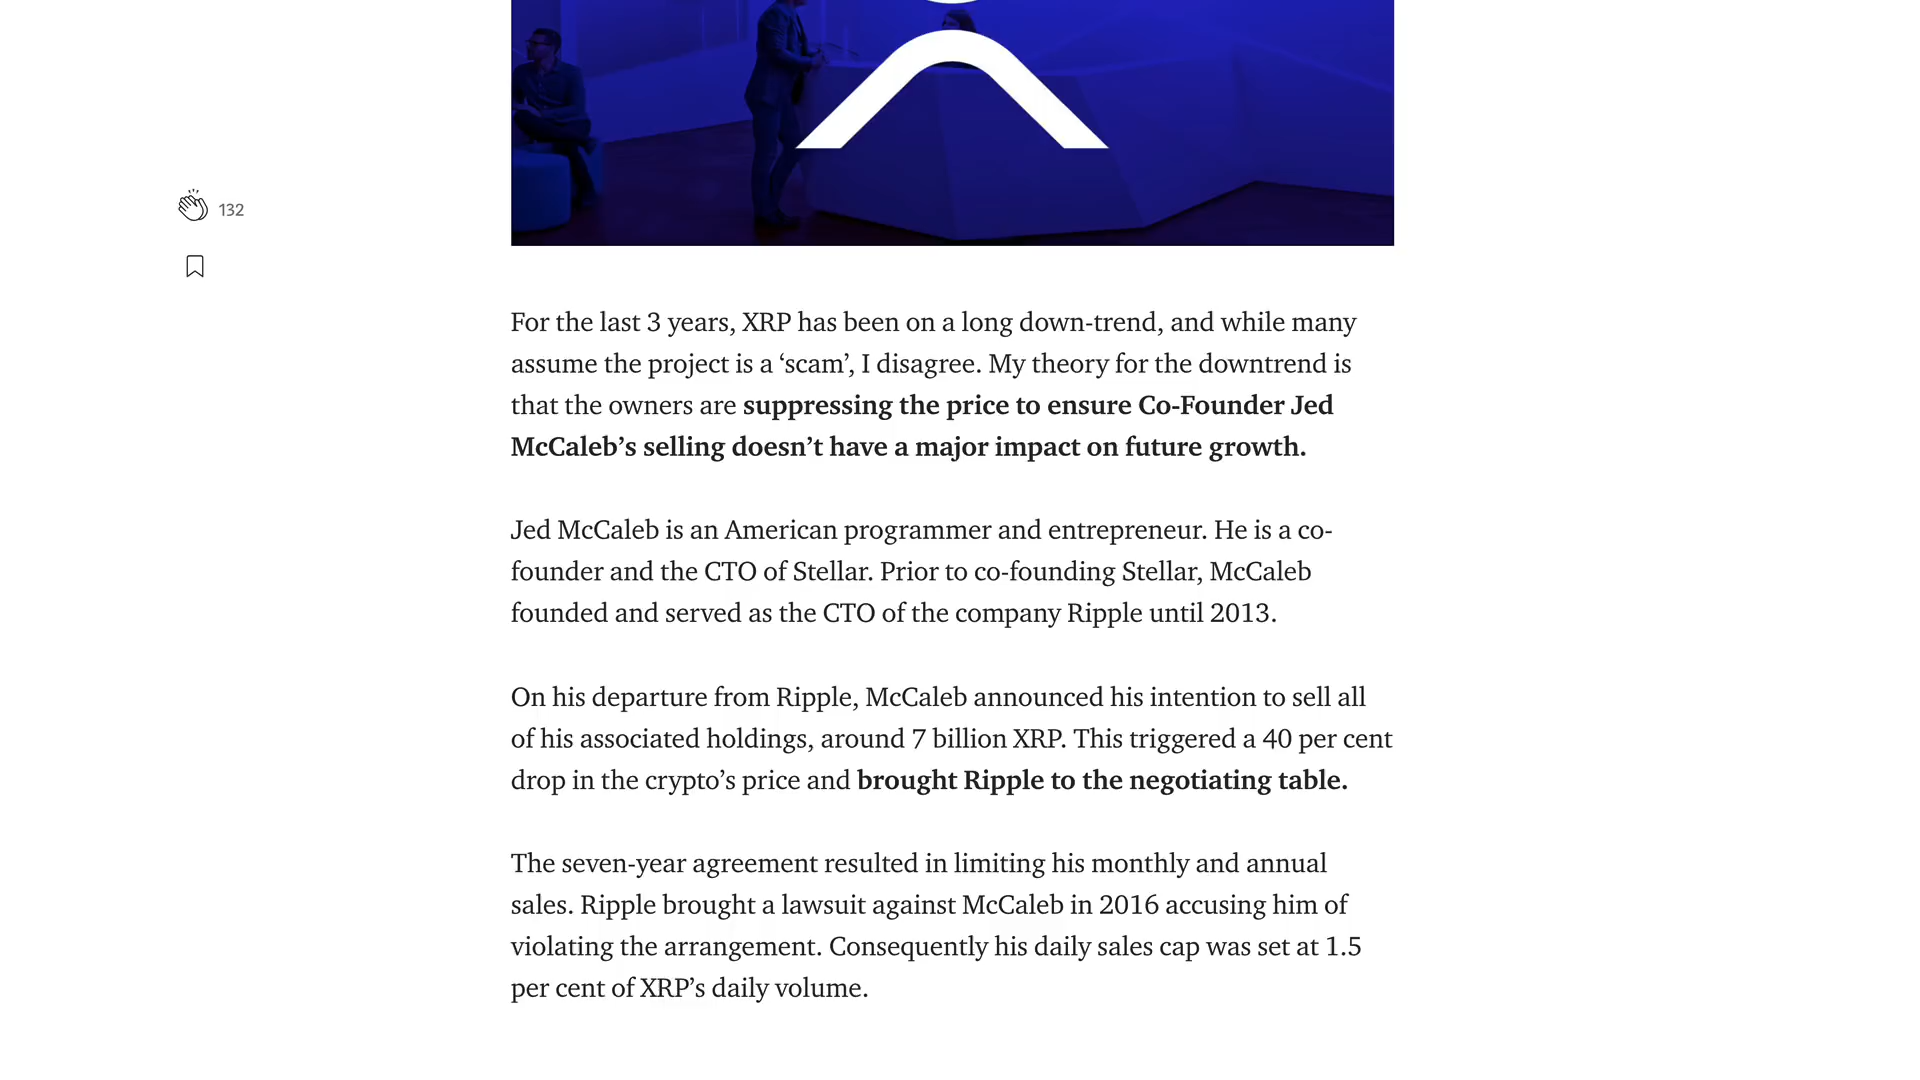 132
For the last 3 years, XRP has been on a long down-trend, and while many
assume the project is a ‘scam’, I disagree. My theory for the downtrend is
that the owners are suppressing the price to ensure Co-Founder Jed
McCaleb’s selling doesn’t have a major impact on future growth.
Jed McCaleb is an American programmer and entrepreneur. He is a co-
founder and the CTO of Stellar. Prior to co-founding Stellar, McCaleb
founded and served as the CTO of the company Ripple until 2013.
On his departure from Ripple, McCaleb announced his intention to sell all
of his associated holdings, around 7 billion XRP. This triggered a 40 per cent
drop in the crypto’s price and brought Ripple to the negotiating table.
The seven-year agreement resulted in limiting his monthly and annual
sales. Ripple brought a lawsuit against McCaleb in 2016 accusing him of
violating the arrangement. Consequently his daily sales cap was set at 1.5
per cent of XRP’s daily volume.